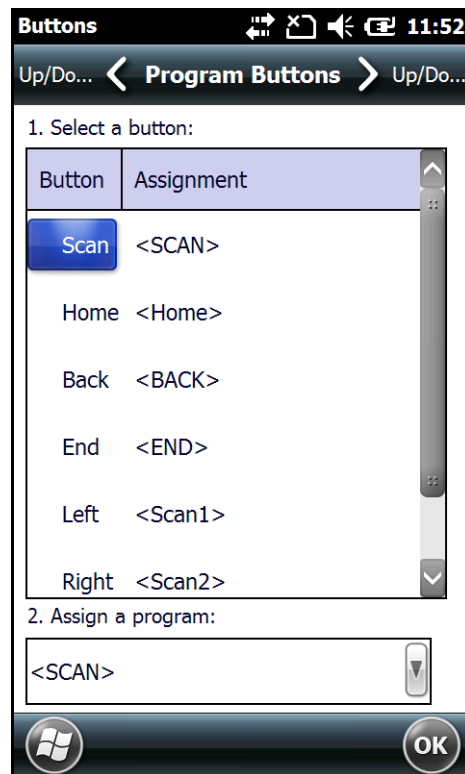 Buttons 11:52
Up/Do... Program Buttons Up/Do...
1. Select a button:
Button Assignment
Scan <SCAN>
Home <Home>
Back <BACK>
End <END>
Left <Scan1>
Right <Scan2>
2. Assign a program:
<SCAN>
OK